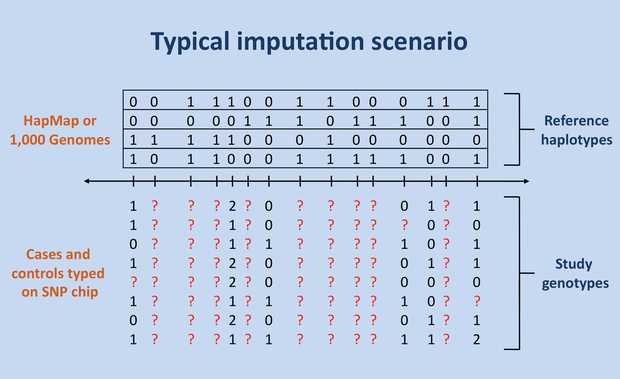 Typical imputation scenario
HapMap or
1,000 Genomes
0 0 1 1 1 0 0 1 1 0 0 0 1 1 1
0 0 0 0 0 1 1 1 0 1 1 1 0 0 1
1 1 1 1 1 0 0 0 1 0 0 0 0 0 0
1 0 1 1 0 0 0 1 1 1 1 1 0 0 1
Reference
haplotypes
Cases and
controls typed
on SNP chip
1 ? ? ? 2 ? 0 ? ? ? ? 0 1 ? 1
1 ? ? ? 1 ? 0 ? ? ? ? ? 0 ? 0
0 ? ? ? 1 ? 1 ? ? ? ? 1 0 ? 1
1 ? ? ? 2 ? 0 ? ? ? ? 0 1 ? 1
? ? ? ? 2 ? 0 ? ? ? ? 0 0 ? 0
1 ? ? ? 1 ? 1 ? ? ? ? 1 0 ? ?
0 ? ? ? 2 ? 0 ? ? ? ? 0 1 ? 1
1 ? ? ? 1 ? 1 ? ? ? ? 1 1 ? 2
Study
genotypes